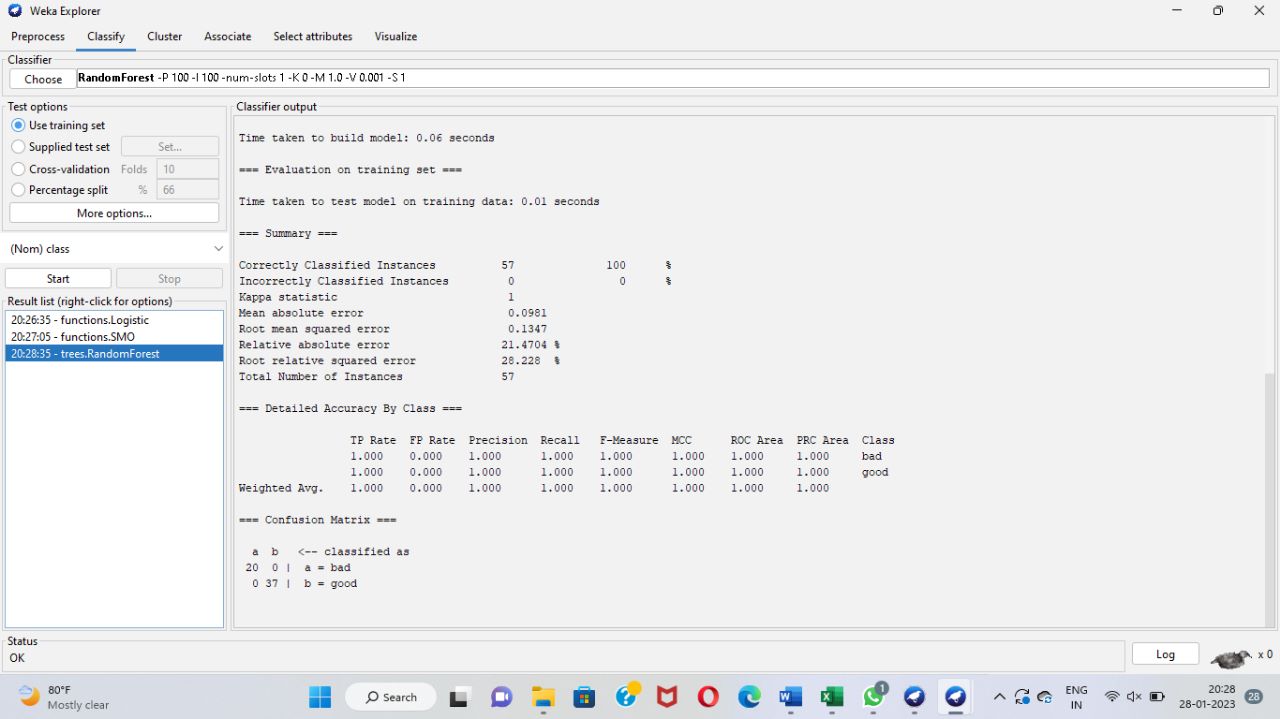 Weka Explorer
Preprocess Classify Cluster Associate Select attributes Visualize
Classifier
Choose RandomForest -P 100 -I 100 -num-slots 1 -K 0 -M 1.0 -V 0.001 -S 1
Test options
Use training set
Supplied test set Set...
Cross-validation Folds 10
Percentage split % 66
More options...
(Nom) class
Start Stop
Result list (right-click for options)
20:26:35 - functions.Logistic
20:27:05 - functions.SMO
20:28:35 - trees.RandomForest
Classifier output
Time taken to build model: 0.06 seconds
=== Evaluation on training set ===
Time taken to test model on training data: 0.01 seconds
=== Summary ===
Correctly Classified Instances 57 100 %
Incorrectly Classified Instances 0 0 %
Kappa statistic 1
Mean absolute error 0.0981
Root mean squared error 0.1347
Relative absolute error 21.4704 %
Root relative squared error 28.228 %
Total Number of Instances 57
=== Detailed Accuracy By Class ===
TP Rate FP Rate Precision Recall F-Measure MCC ROC Area PRC Area Class
1.000 0.000 1.000 1.000 1.000 1.000 1.000 1.000 bad
1.000 0.000 1.000 1.000 1.000 1.000 1.000 1.000 good
Weighted Avg. 1.000 0.000 1.000 1.000 1.000 1.000 1.000 1.000
=== Confusion Matrix ===
a b <-- classified as
20 0 | a = bad
0 37 | b = good
Status
OK
Log x 0
80°F
Mostly clear
Search
1
ENG
IN
20:28
28-01-2023
28